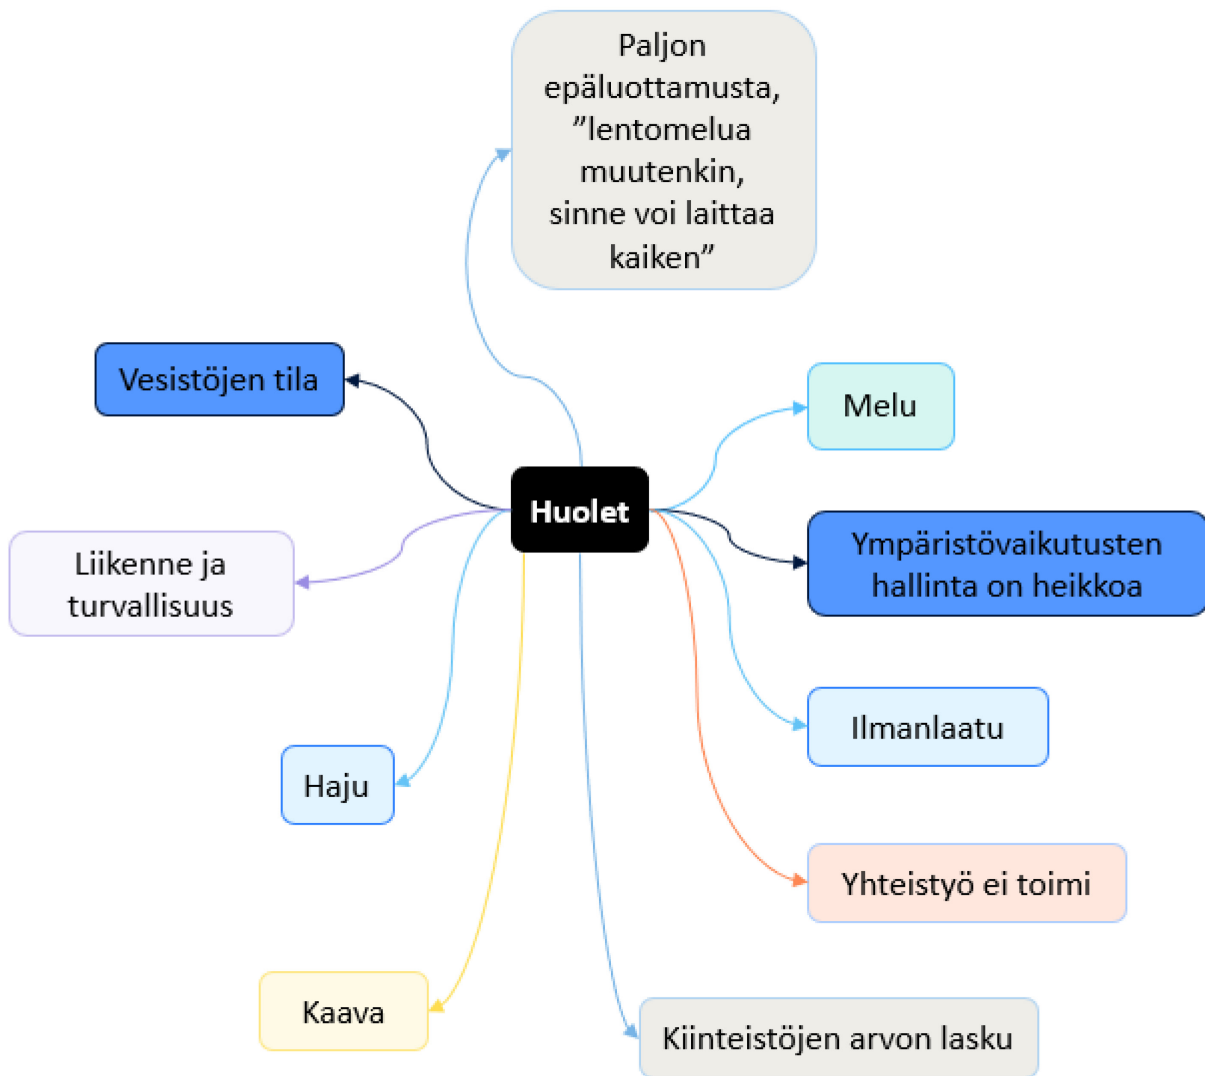 Paljon
epäluottamusta,
”lentomelua
muutenkin,
sinne voi laittaa
kaiken”
Vesistöjen tila
Melu
Huolet
Ympäristövaikutusten
hallinta on heikkoa
Liikenne ja
turvallisuus
Ilmanlaatu
Haju
Yhteistyö ei toimi
Kaava
Kiinteistöjen arvon lasku